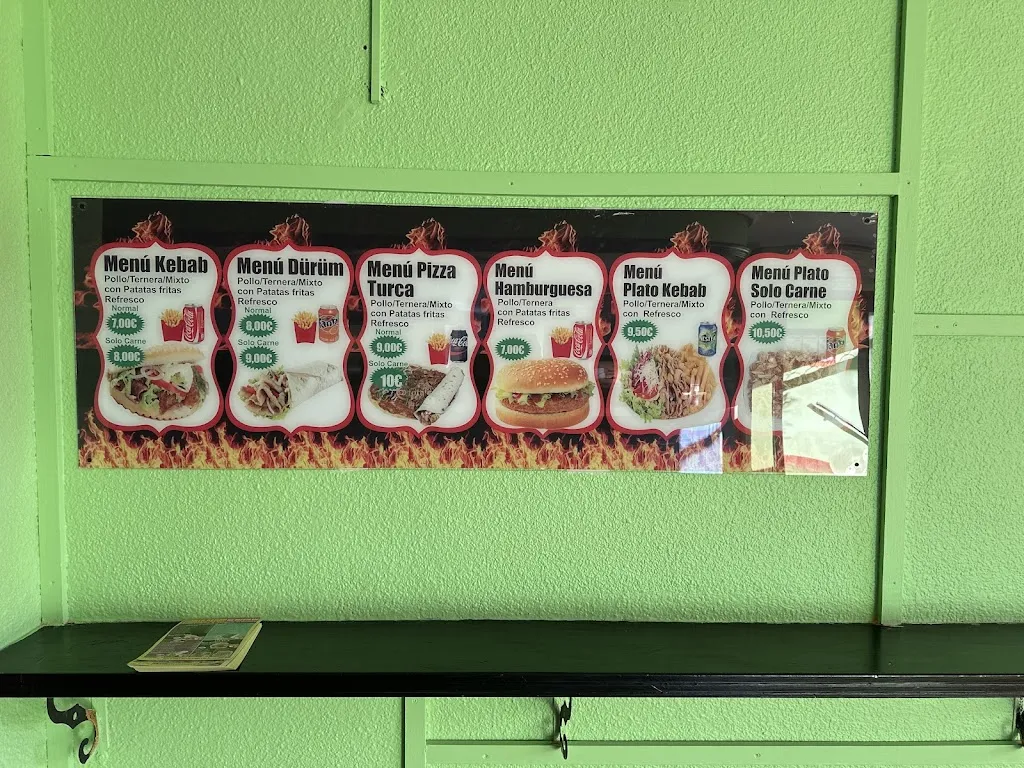 Menú Kebab
Pollo/Ternera/Mixto
con Patatas fritas
Refresco
Normal
7,00€
Solo Carne
8,00€
Menú Dürüm
Pollo/Ternera/Mixto
con Patatas fritas
Refresco
Normal
8,00€
Solo Carne
9,00€
Menú Pizza
Turca
Pollo/Ternera/Mixto
con Patatas fritas
Refresco
Normal
9,00€
Solo Carne
10€
Menú
Hamburguesa
Pollo/Ternera
con Patatas fritas
Refresco
7,00€
Coca-Cola
Menú
Plato Kebab
Pollo/Ternera/Mixto
con Refresco
9,50€
Menú Plato
Solo Carne
Pollo/Ternera/Mixto
con Refresco
10,50€